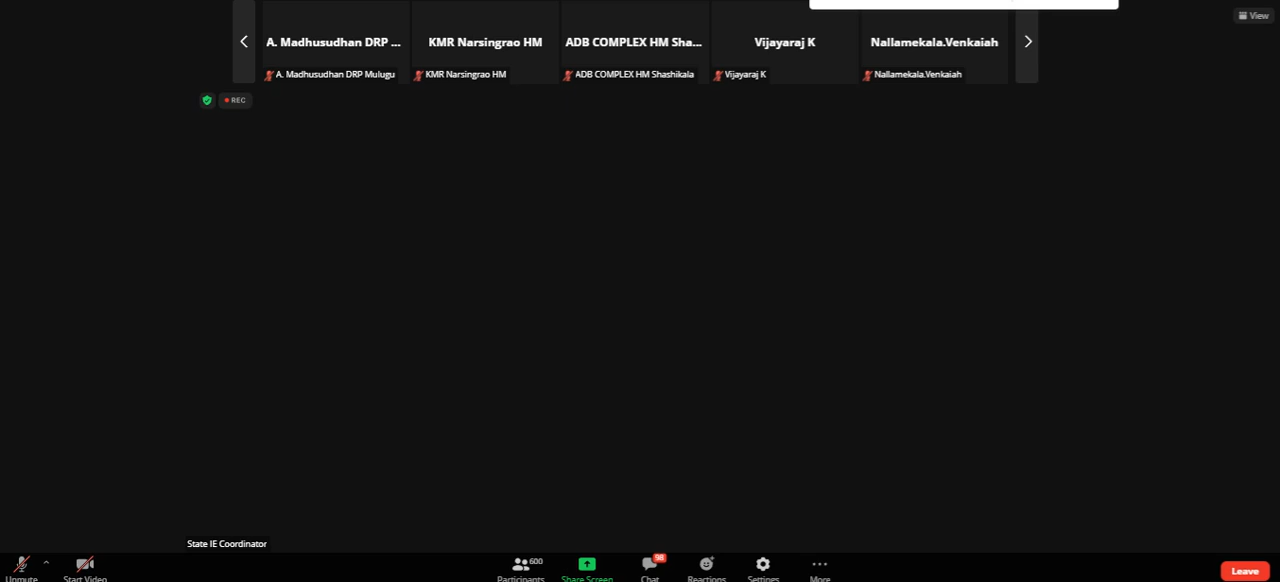 View
A. Madhusudhan DRP ...
KMR Narsingrao HM
ADB COMPLEX HM Sha...
Vijayaraj K
Nallamekala.Venkaiah
A. Madhusudhan DRP Mulugu
KMR Narsingrao HM
ADB COMPLEX HM Shashikala
Vijayaraj K
Nallamekala.Venkaiah
REC
State IE Coordinator
600
98
Unmute
Start Video
Participants
Share Screen
Chat
Reactions
Settings
More
Leave